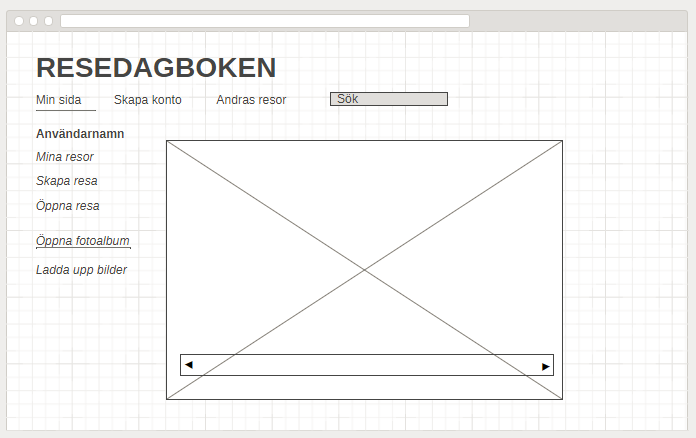 RESEDAGBOKEN
Min sida Skapa konto Andras resor Sök
Användarnamn
Mina resor
Skapa resa
Öppna resa
Öppna fotoalbum
Ladda upp bilder